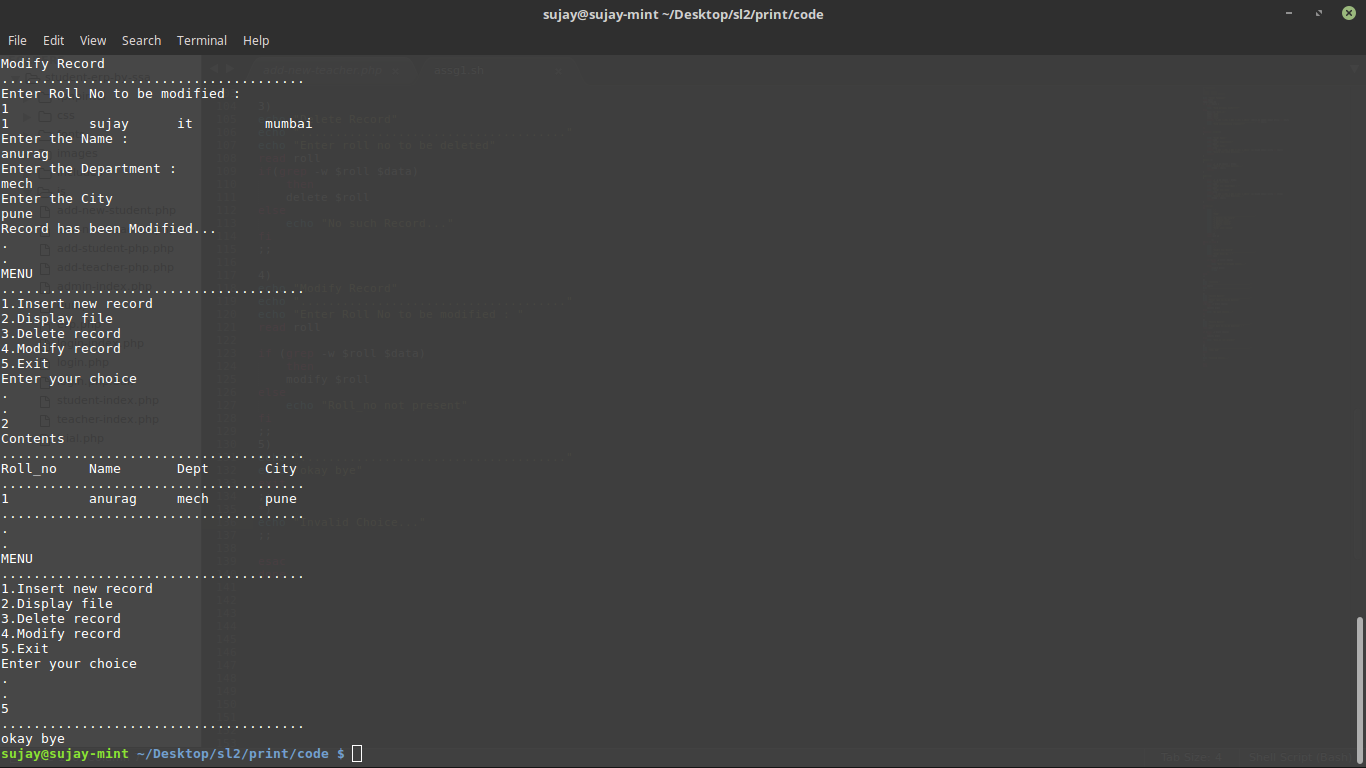 sujay@sujay-mint ~/Desktop/sl2/print/code
File Edit View Search Terminal Help
Modify Record
......................................
Enter Roll No to be modified :
1
1 sujay it mumbai
Enter the Name :
anurag
Enter the Department :
mech
Enter the City
pune
Record has been Modified...
.
.
MENU
......................................
1.Insert new record
2.Display file
3.Delete record
4.Modify record
5.Exit
Enter your choice
.
.
2
Contents
......................................
Roll_no Name Dept City
......................................
1 anurag mech pune
......................................
.
.
MENU
......................................
1.Insert new record
2.Display file
3.Delete record
4.Modify record
5.Exit
Enter your choice
.
.
5
......................................
okay bye
sujay@sujay-mint ~/Desktop/sl2/print/code $